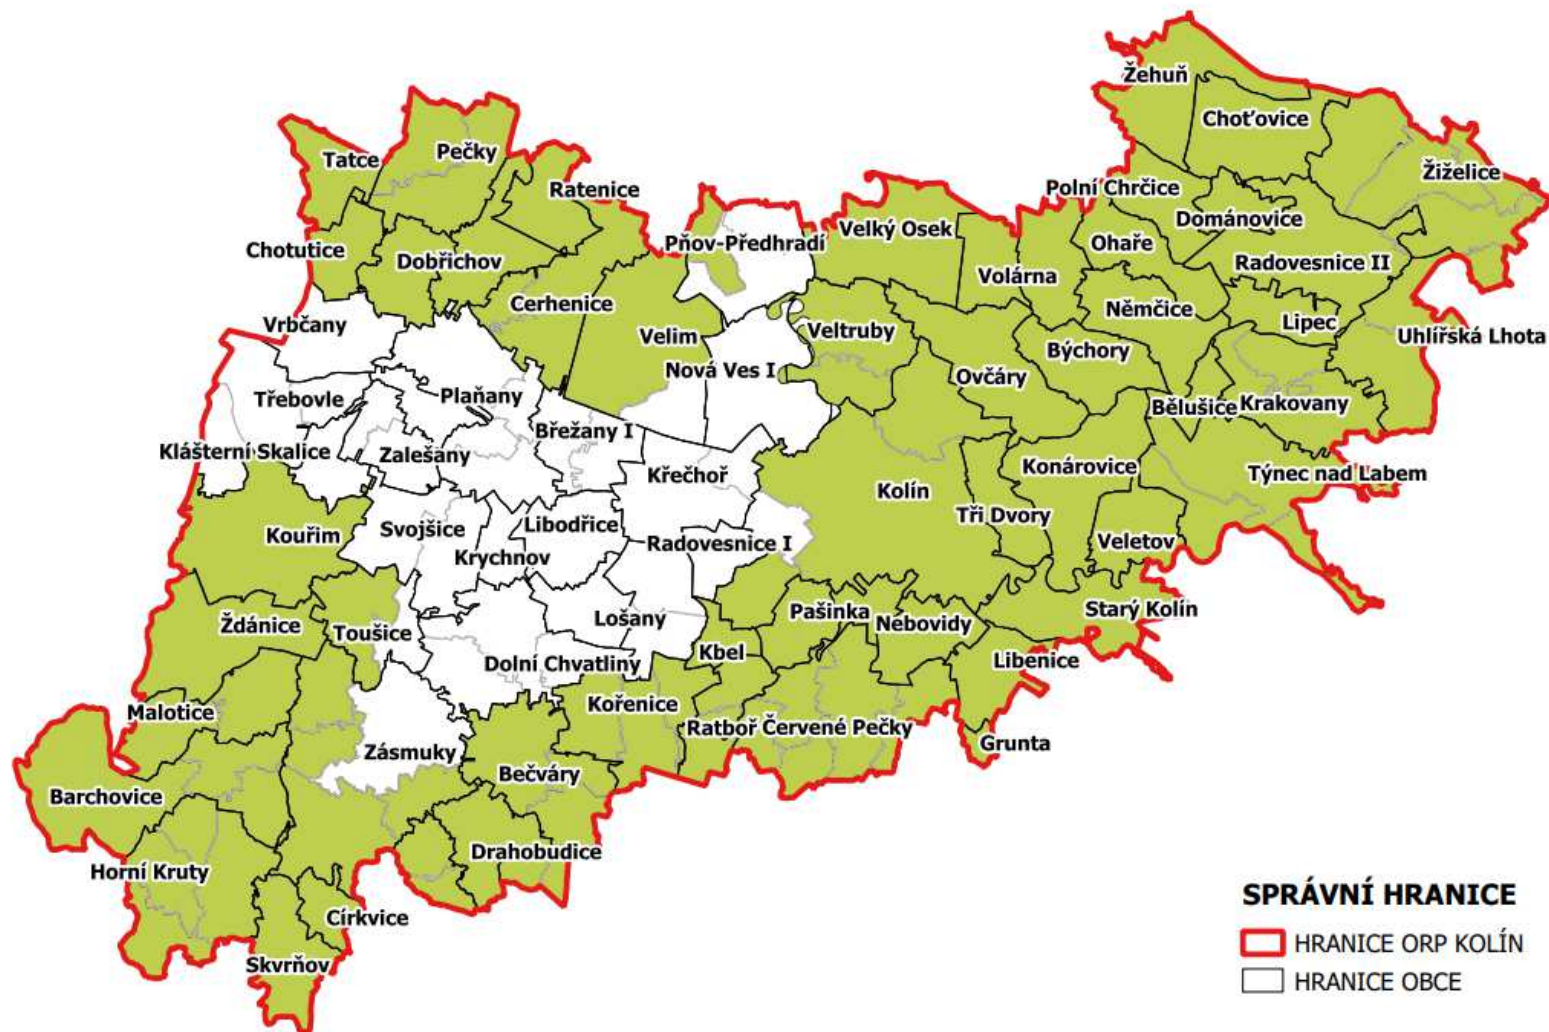 Žehuň
Choťovice
Pečky
Tatce
Žiželice
Ratenice
Polní Chrčice
Domάnovice
Velký Osek
Pňov-Předhradí
Ohaře
Chotutice
Dobřichov
Radovesnice II
Volárna
Cerhenice
Němčice
Vrbčany
Velim
Veltruby
Lipec
Uhlířská Lhota
Býchory
Nová Ves I
Ovčáry
Plaňany
Třebovle
Bělušice
Krakovany
Břežany I
Klášterní Skalice
Zalešany
Křečhoř
Konárovice
Týnec nad Labem
Kolín
Tři Dvory
Libodřice
Svojšice
Kouřim
Radovesnice I
Veletov
Krychnov
Starý Kolín
Pašinka
Lošany
Nebovidy
Ždánice
Toušice
Kbel
Libenice
Dolní Chvatliny
Kořenice
Malotice
Ratboř
Červené Pečky
Grunta
Zásmuky
Bečváry
Barchovice
Drahobudice
Horní Kruty
SPRÁVNÍ HRANICE
Církvice
HRANICE ORP KOLÍN
Skvrňov
HRANICE OBCE